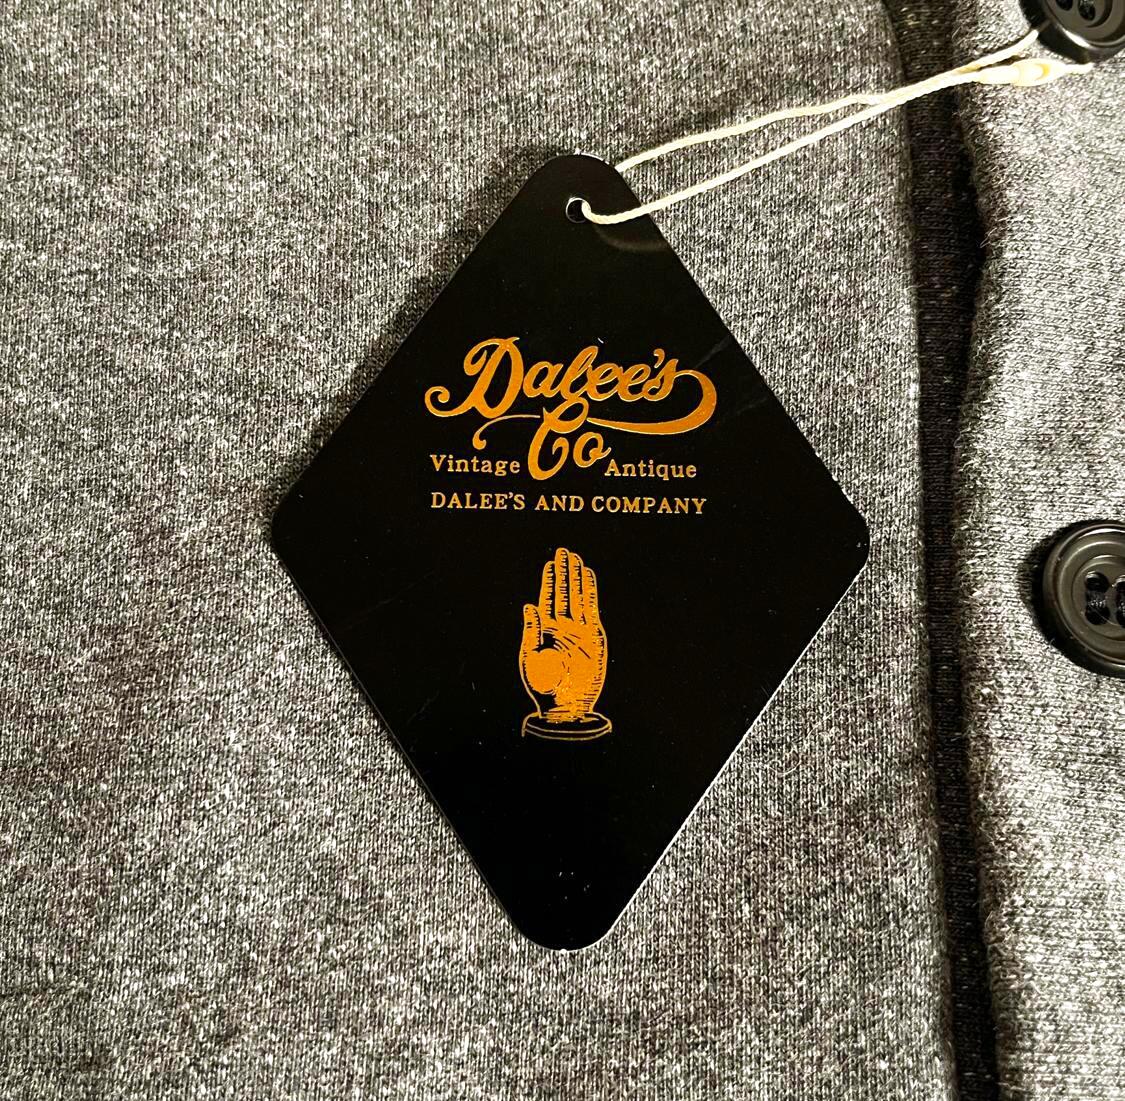 Dalee's
Co
Vintage Antique
DALEE'S AND COMPANY